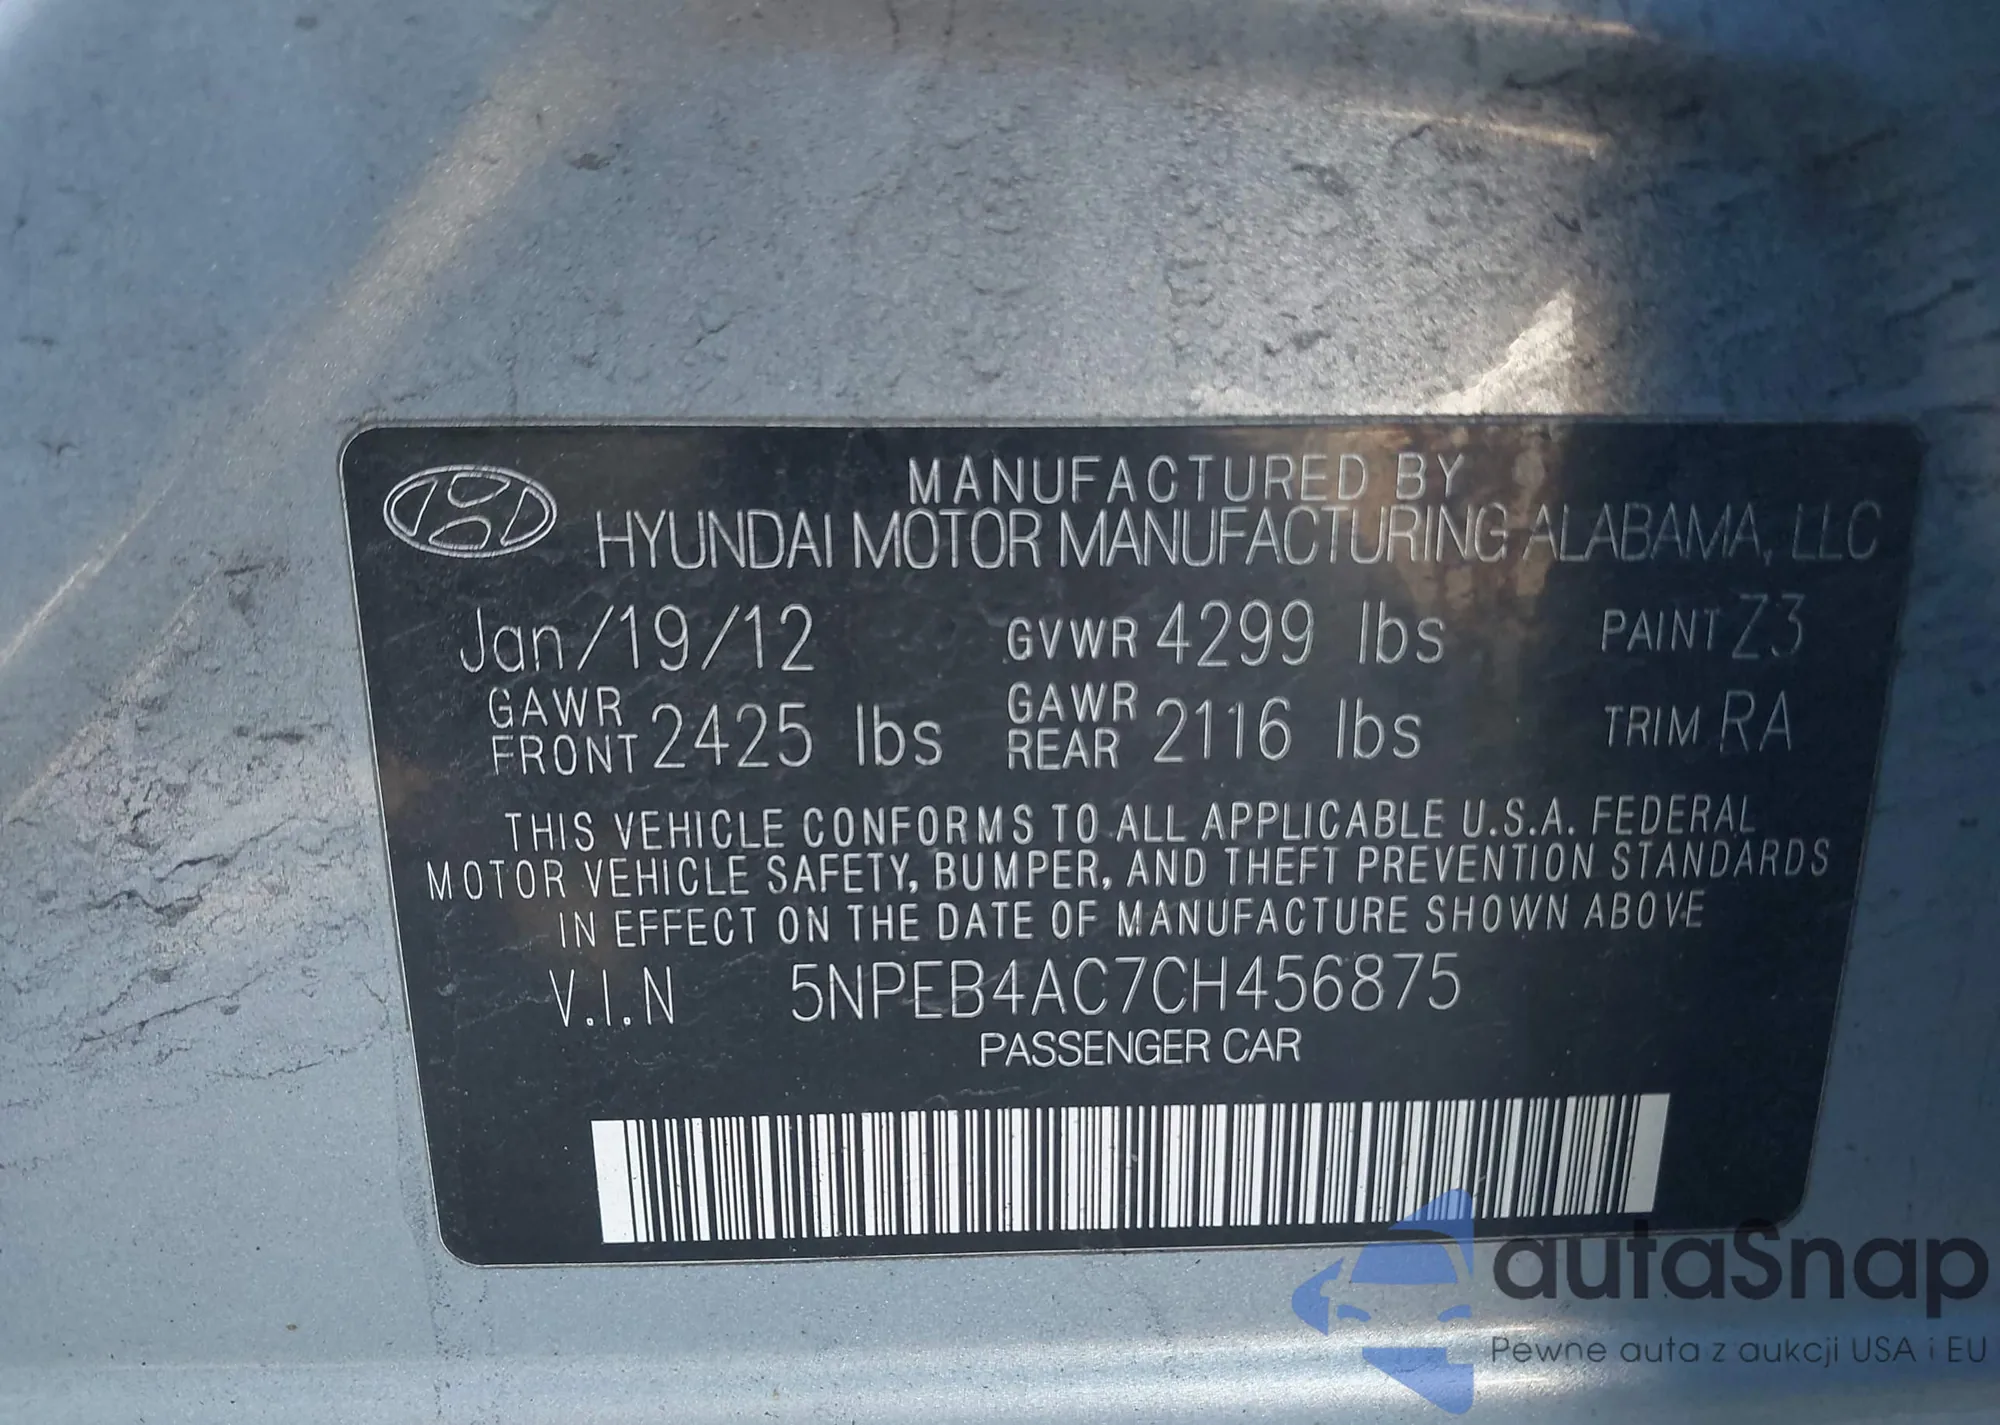 MANUFACTURED BY
HYUNDAI MOTOR MANUFACTURING ALABAMA, LLC
Jan/19/12 GVWR 4299 lbs PAINT Z3
GAWR FRONT 2425 lbs GAWR REAR 2116 lbs TRIM RA
THIS VEHICLE CONFORMS TO ALL APPLICABLE U.S.A. FEDERAL
MOTOR VEHICLE SAFETY, BUMPER, AND THEFT PREVENTION STANDARDS
IN EFFECT ON THE DATE OF MANUFACTURE SHOWN ABOVE
V.I.N 5NPEB4AC7CH456875
PASSENGER CAR
autaSnap
Pewne auta z aukcji USA i EU